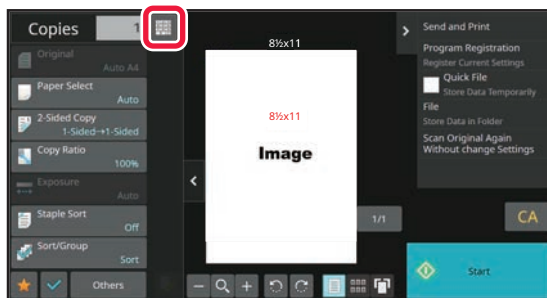 Copies
1
Original
Auto A4
Paper Select
Auto
2-Sided Copy
1-Sided→1-Sided
Copy Ratio
100%
Exposure
Auto
Staple Sort
Off
Sort/Group
Sort
Others
8½x11
8½x11
Image
1/1
Send and Print
Program Registration
Register Current Settings
Quick File
Store Data Temporarily
File
Store Data in Folder
Scan Original Again
Without change Settings
CA
Start